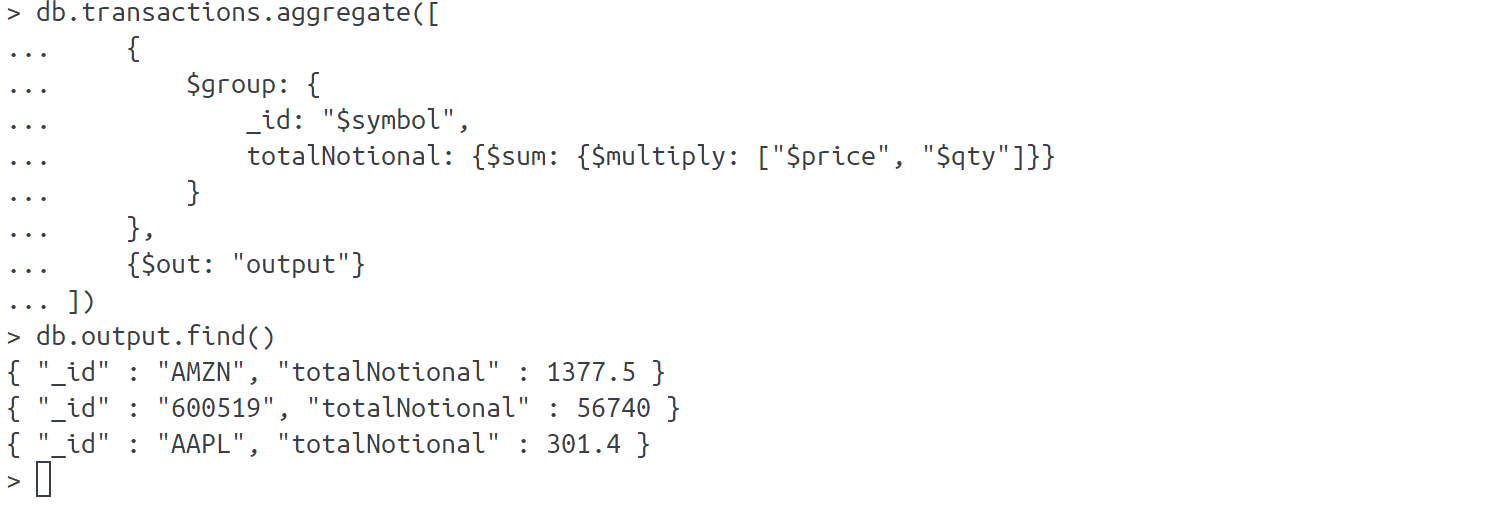 > db.transactions.aggregate([
...     {
...         $group: {
...             _id: "$symbol",
...             totalNotional: {$sum: {$multiply: ["$price", "$qty"]}}
...         }
...     },
...     {$out: "output"}
... ])
> db.output.find()
{ "_id" : "AMZN", "totalNotional" : 1377.5 }
{ "_id" : "600519", "totalNotional" : 56740 }
{ "_id" : "AAPL", "totalNotional" : 301.4 }
>